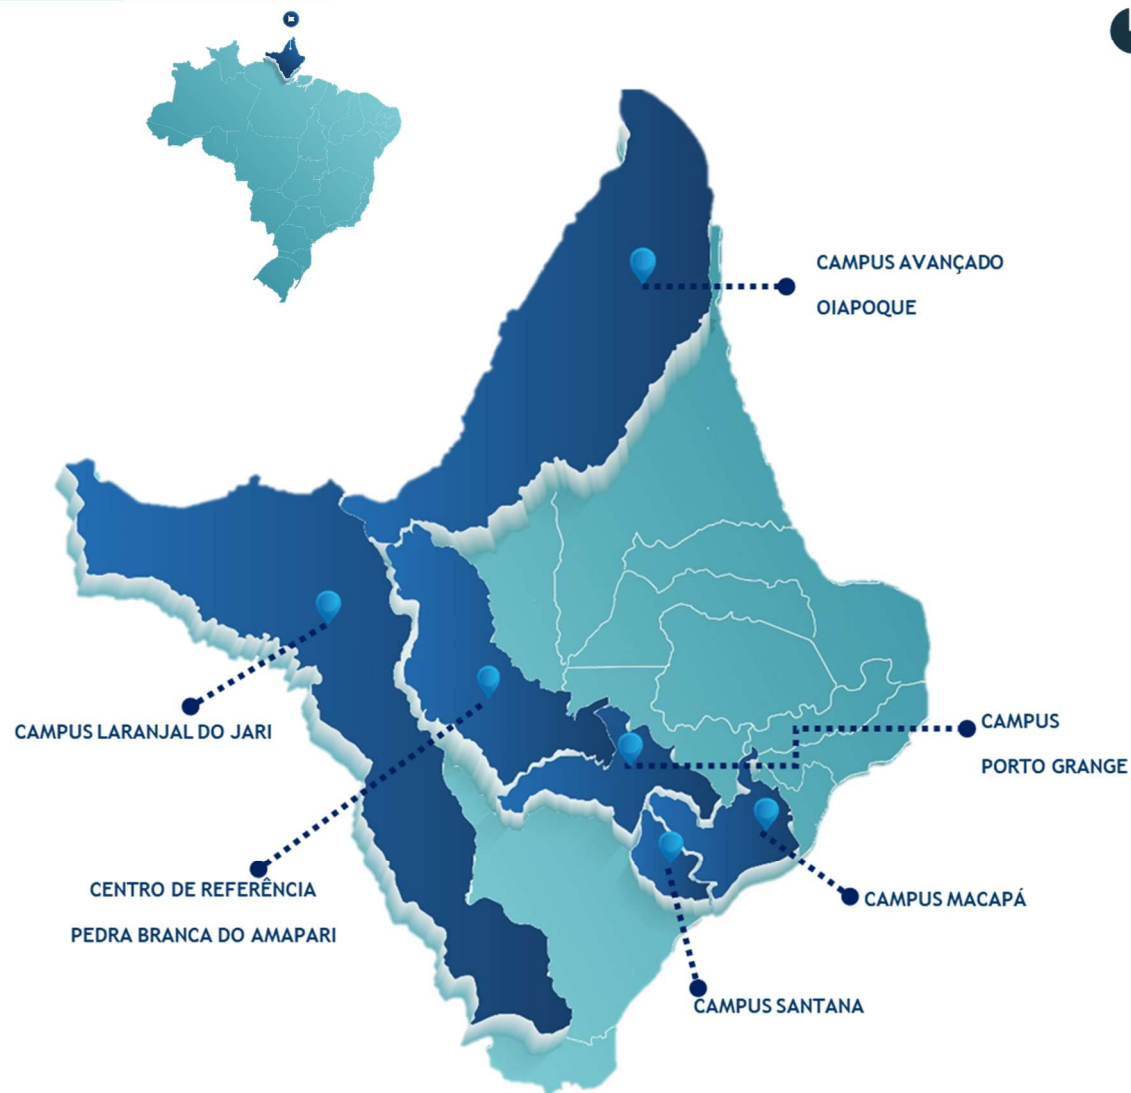 CAMPUS AVANÇADO
OIAPOQUE
CAMPUS LARANJAL DO JARI
CAMPUS
PORTO GRANGE
CENTRO DE REFERÊNCIA
PEDRA BRANCA DO AMAPARI
CAMPUS MACAPÁ
CAMPUS SANTANA